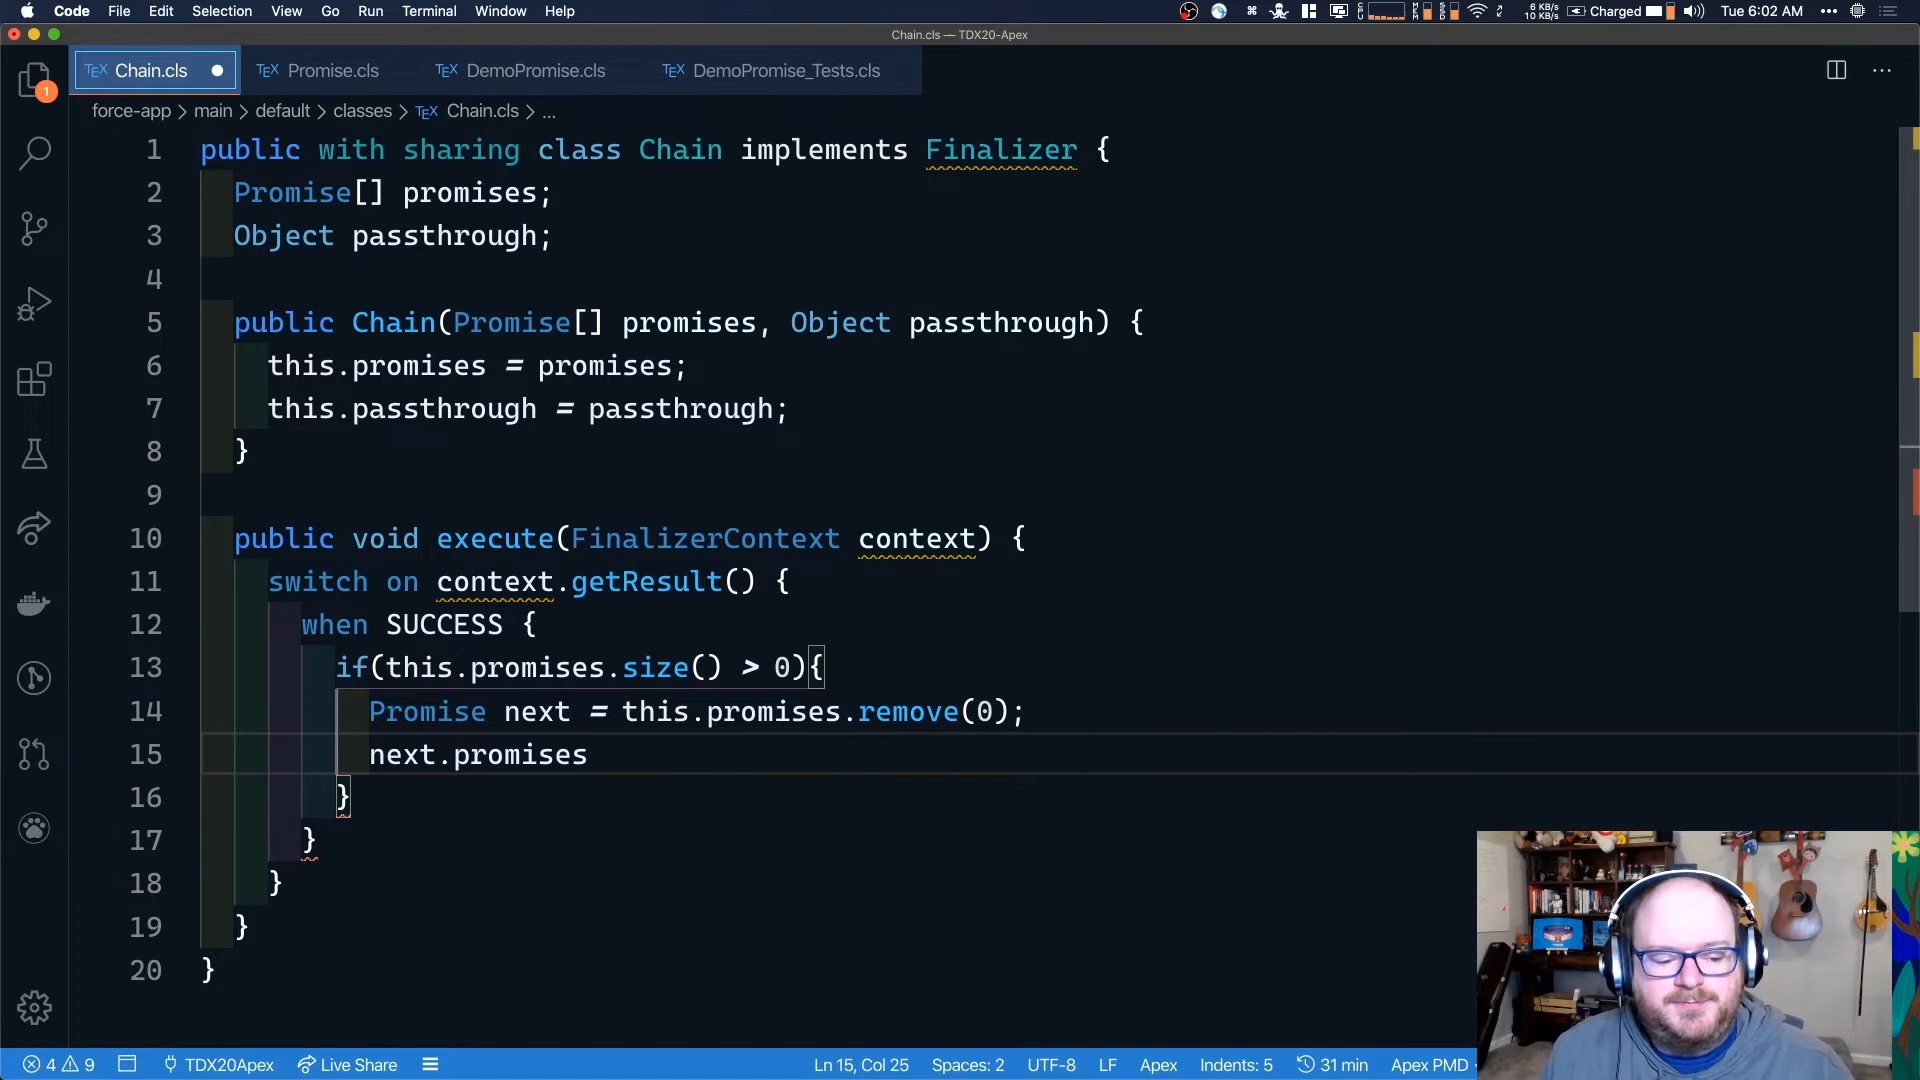 Code File Edit Selection View Go Run Terminal Window Help
6 KB/s
10 KB/s
Charged
Tue 6:02 AM
Chain.cls — TDX20-Apex
Chain.cls Promise.cls DemoPromise.cls DemoPromise_Tests.cls
1
force-app > main > default > classes > Chain.cls > ...
1 public with sharing class Chain implements Finalizer {
2 Promise[] promises;
3 Object passthrough;
4
5 public Chain(Promise[] promises, Object passthrough) {
6 this.promises = promises;
7 this.passthrough = passthrough;
8 }
9
10 public void execute(FinalizerContext context) {
11 switch on context.getResult() {
12 when SUCCESS {
13 if(this.promises.size() > 0){
14 Promise next = this.promises.remove(0);
15 next.promises
16 }
17 }
18 }
19 }
20 }
4 9 TDX20Apex Live Share Ln 15, Col 25 Spaces: 2 UTF-8 LF Apex Indents: 5 31 min Apex PMD